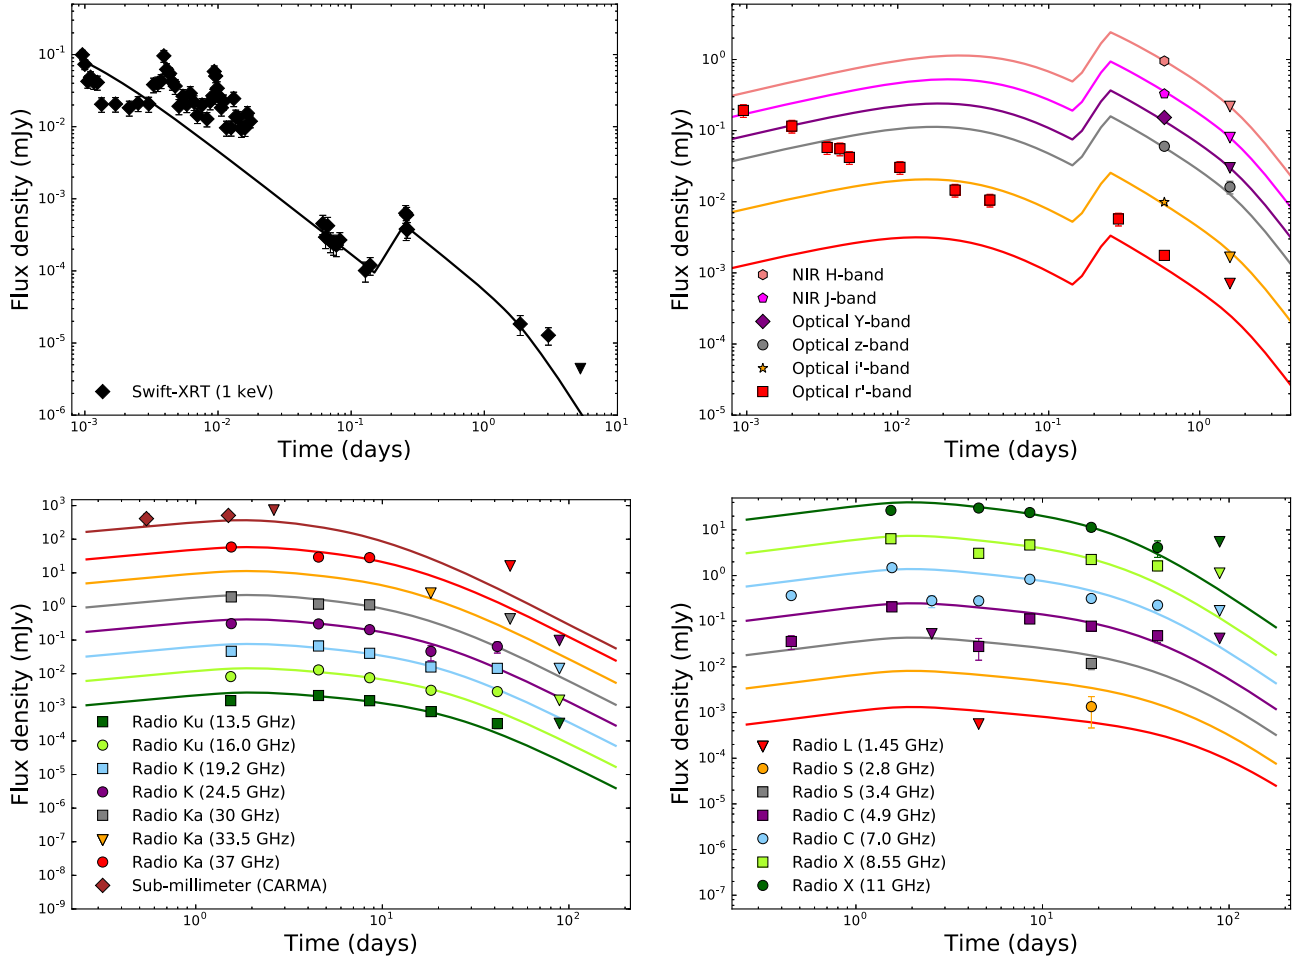 Flux density (mJy)
10^-1
10^-2
10^-3
10^-4
10^-5
10^-6
Swift-XRT (1 keV)
10^-3
10^-2
10^-1
10^0
10^1
Time (days)
Flux density (mJy)
10^0
10^-1
10^-2
10^-3
10^-4
10^-5
NIR H-band
NIR J-band
Optical Y-band
Optical z-band
Optical i'-band
Optical r'-band
10^-3
10^-2
10^-1
10^0
Time (days)
Flux density (mJy)
10^3
10^2
10^1
10^0
10^-1
10^-2
10^-3
10^-4
10^-5
10^-6
10^-7
10^-8
10^-9
Radio Ku (13.5 GHz)
Radio Ku (16.0 GHz)
Radio K (19.2 GHz)
Radio K (24.5 GHz)
Radio Ka (30 GHz)
Radio Ka (33.5 GHz)
Radio Ka (37 GHz)
Sub-millimeter (CARMA)
10^0
10^1
10^2
Time (days)
Flux density (mJy)
10^1
10^0
10^-1
10^-2
10^-3
10^-4
10^-5
10^-6
10^-7
Radio L (1.45 GHz)
Radio S (2.8 GHz)
Radio S (3.4 GHz)
Radio C (4.9 GHz)
Radio C (7.0 GHz)
Radio X (8.55 GHz)
Radio X (11 GHz)
10^0
10^1
10^2
Time (days)